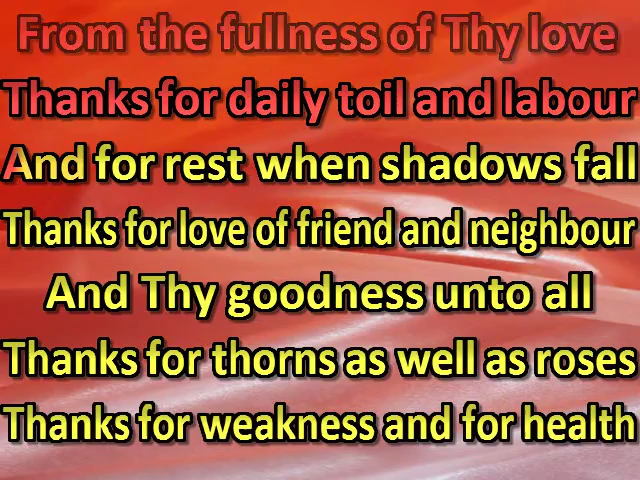 From the fullness of Thy love
Thanks for daily toil and labour
And for rest when shadows fall
Thanks for love of friend and neighbour
And Thy goodness unto all
Thanks for thorns as well as roses
Thanks for weakness and for health